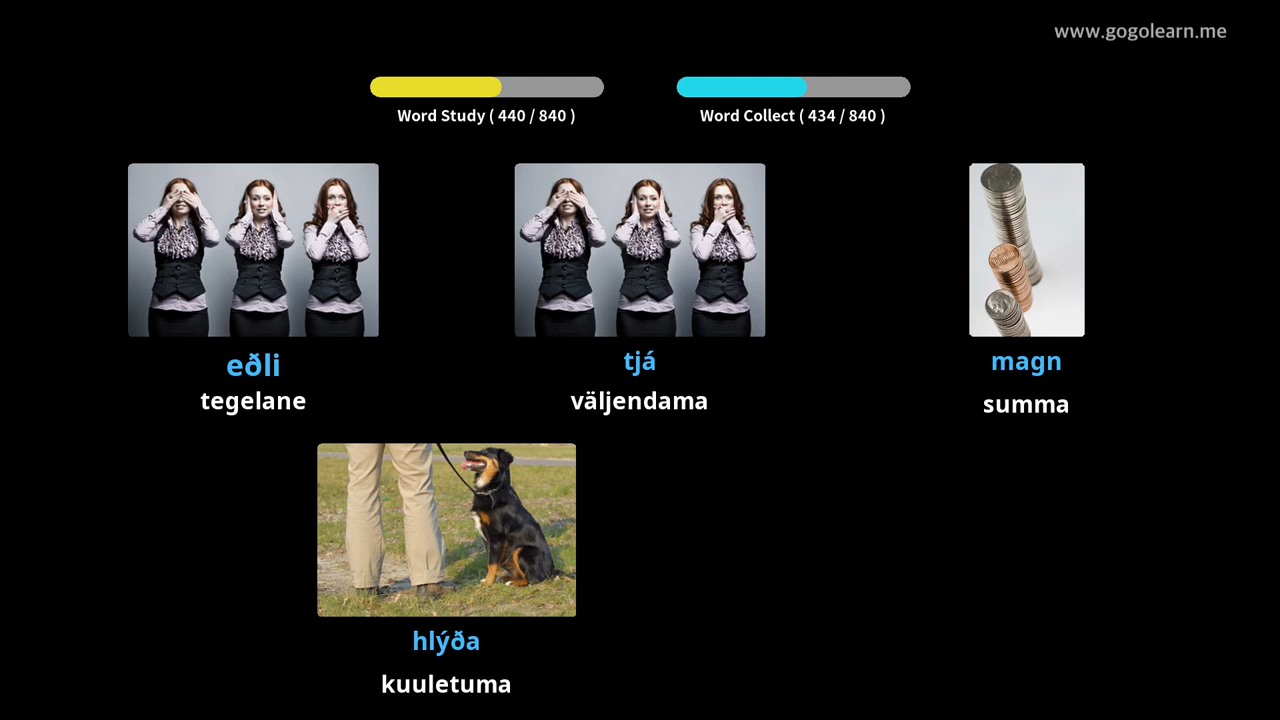 www.gogolearn.me
Word Study ( 440 / 840 )
Word Collect ( 434 / 840 )
eðli
tegelane
tjá
väljendama
magn
summa
hlýða
kuuletuma